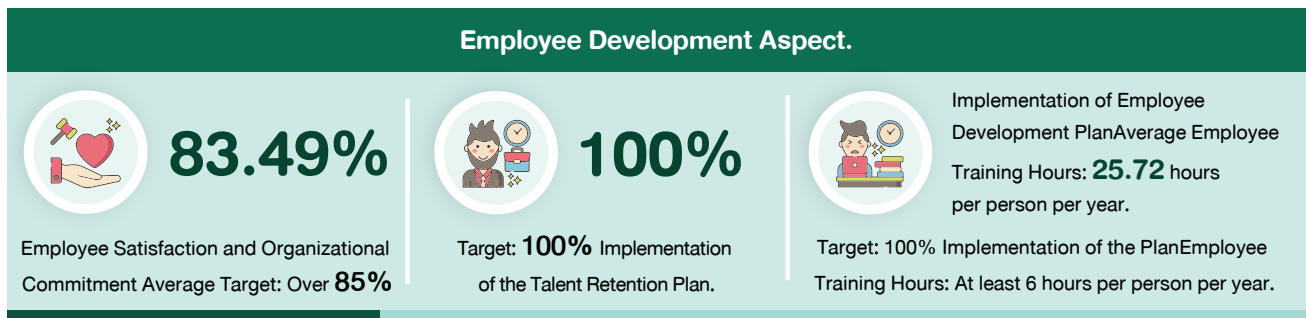 Employee Development Aspect.
83.49%
Employee Satisfaction and Organizational
Commitment Average Target: Over 85%
100%
Target: 100% Implementation
of the Talent Retention Plan.
Implementation of Employee
Development PlanAverage Employee
Training Hours: 25.72 hours
per person per year.
Target: 100% Implementation of the PlanEmployee
Training Hours: At least 6 hours per person per year.